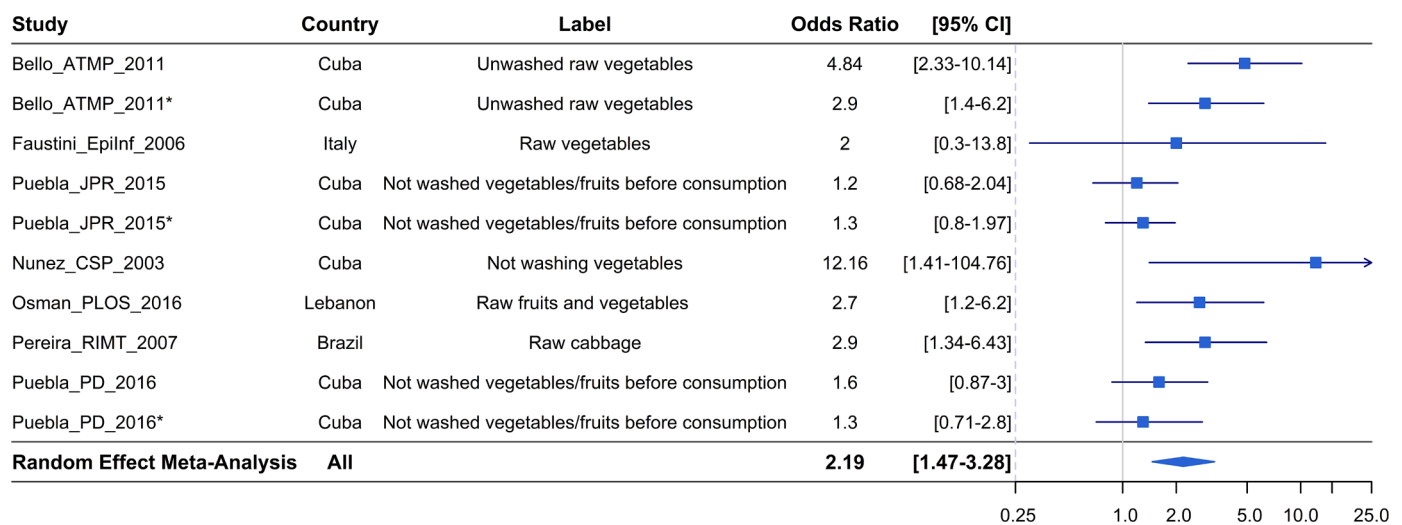 Study Country Label Odds Ratio [95% CI]
Bello_ATMP_2011 Cuba Unwashed raw vegetables 4.84 [2.33-10.14]
Bello_ATMP_2011* Cuba Unwashed raw vegetables 2.9 [1.4-6.2]
Faustini_EpiInf_2006 Italy Raw vegetables 2 [0.3-13.8]
Puebla_JPR_2015 Cuba Not washed vegetables/fruits before consumption 1.2 [0.68-2.04]
Puebla_JPR_2015* Cuba Not washed vegetables/fruits before consumption 1.3 [0.8-1.97]
Nunez_CSP_2003 Cuba Not washing vegetables 12.16 [1.41-104.76]
Osman_PLOS_2016 Lebanon Raw fruits and vegetables 2.7 [1.2-6.2]
Pereira_RIMT_2007 Brazil Raw cabbage 2.9 [1.34-6.43]
Puebla_PD_2016 Cuba Not washed vegetables/fruits before consumption 1.6 [0.87-3]
Puebla_PD_2016* Cuba Not washed vegetables/fruits before consumption 1.3 [0.71-2.8]
Random Effect Meta-Analysis All 2.19 [1.47-3.28]
0.25 1.0 2.0 5.0 10.0 25.0